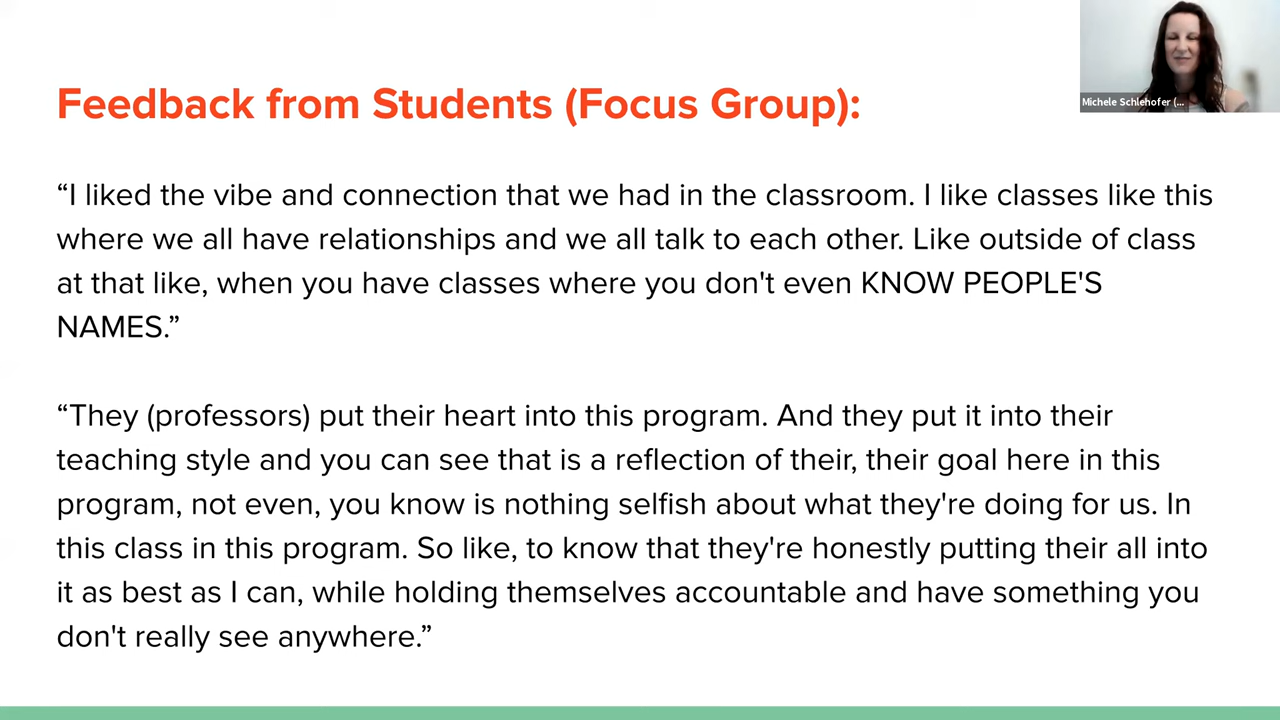 Feedback from Students (Focus Group):
Michele Schlehofer (...
“I liked the vibe and connection that we had in the classroom. I like classes like this
where we all have relationships and we all talk to each other. Like outside of class
at that like, when you have classes where you don't even KNOW PEOPLE'S
NAMES.”
“They (professors) put their heart into this program. And they put it into their
teaching style and you can see that is a reflection of their, their goal here in this
program, not even, you know is nothing selfish about what they're doing for us. In
this class in this program. So like, to know that they're honestly putting their all into
it as best as I can, while holding themselves accountable and have something you
don't really see anywhere.”